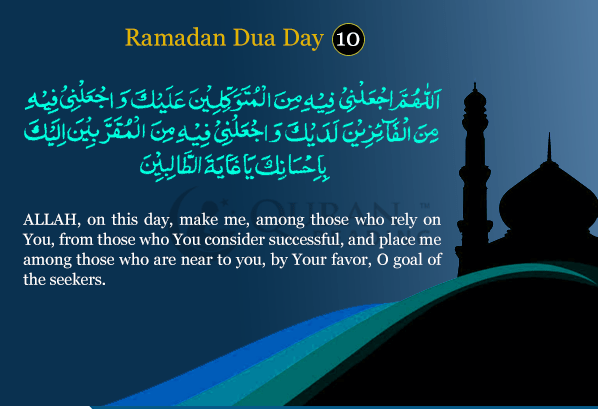 Ramadan Dua Day 10
اَللّٰهُمَّ اجْعَلْنِيْ فِيْهِ مِنَ الْمُتَوَكِّلِيْنَ عَلَيْكَ وَ اجْعَلْنِيْ فِيْهِ
مِنَ الْفَآئِزِيْنَ لَدَيْكَ وَ اجْعَلْنِيْ فِيْهِ مِنَ الْمُقَرَّبِيْنَ اِلَيْكَ
بِاِحْسَانِكَ يَا غَايَةَ الطَّالِبِيْنَ
ALLAH, on this day, make me, among those who rely on
You, from those who You consider successful, and place me
among those who are near to you, by Your favor, O goal of
the seekers.